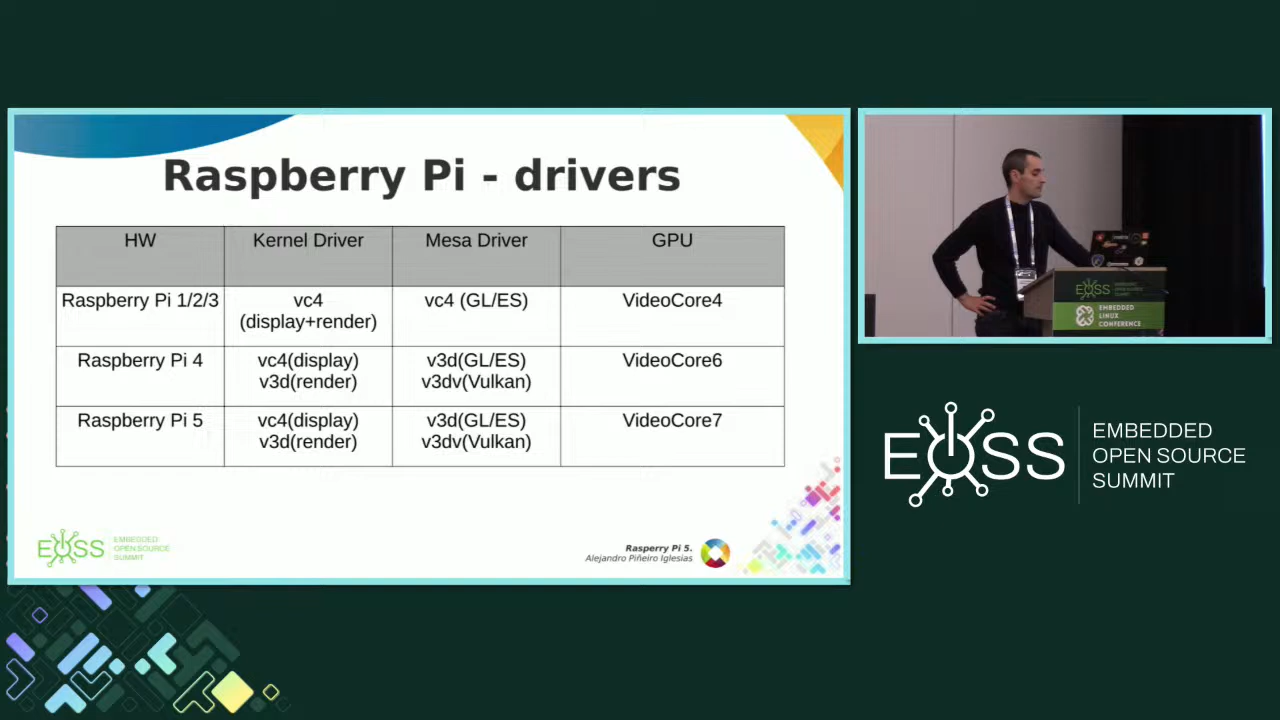 Raspberry Pi - drivers
HW Kernel Driver Mesa Driver GPU
Raspberry Pi 1/2/3 vc4 vc4 (GL/ES) VideoCore4
(display+render)
Raspberry Pi 4 vc4(display) v3d(GL/ES) VideoCore6
v3d(render) v3dv(Vulkan)
Raspberry Pi 5 vc4(display) v3d(GL/ES) VideoCore7
v3d(render) v3dv(Vulkan)
EOSS
EMBEDDED
OPEN SOURCE
SUMMIT
Rasperry Pi 5.
Alejandro Piñeiro Iglesias
EOSS
EMBEDDED
LINUX
CONFERENCE
EOSS
EMBEDDED
OPEN SOURCE
SUMMIT